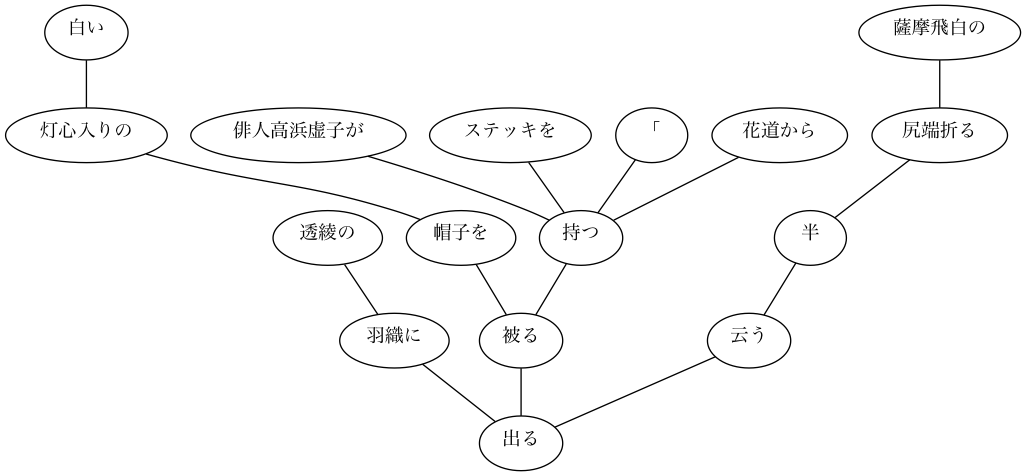 白い
薩摩飛白の
灯心入りの
俳人高浜虚子が
ステッキを
「
花道から
尻端折る
透綾の
帽子を
持つ
半
羽織に
被る
云う
出る